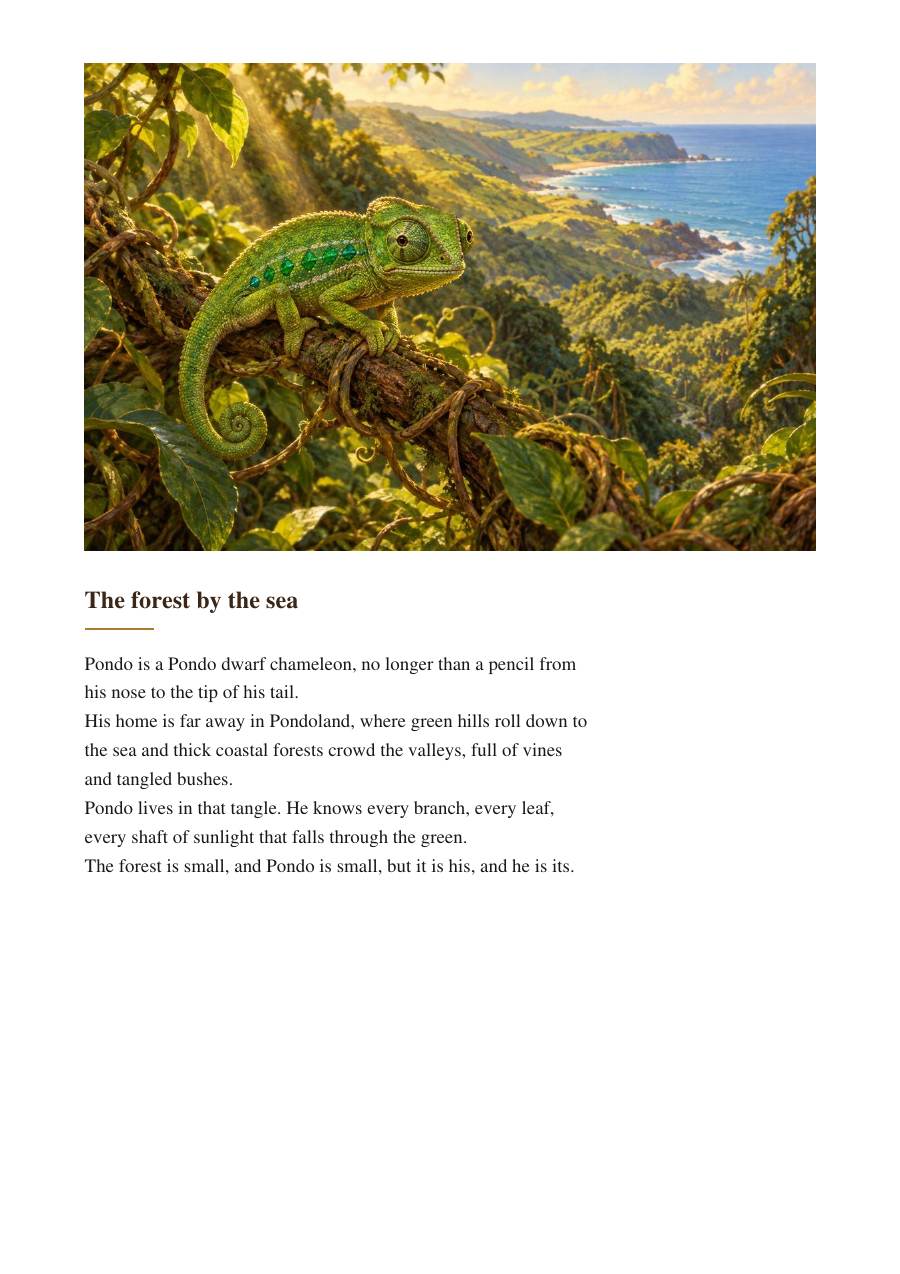 The forest by the sea
Pondo is a Pondo dwarf chameleon, no longer than a pencil from
his nose to the tip of his tail.
His home is far away in Pondoland, where green hills roll down to
the sea and thick coastal forests crowd the valleys, full of vines
and tangled bushes.
Pondo lives in that tangle. He knows every branch, every leaf,
every shaft of sunlight that falls through the green.
The forest is small, and Pondo is small, but it is his, and he is its.